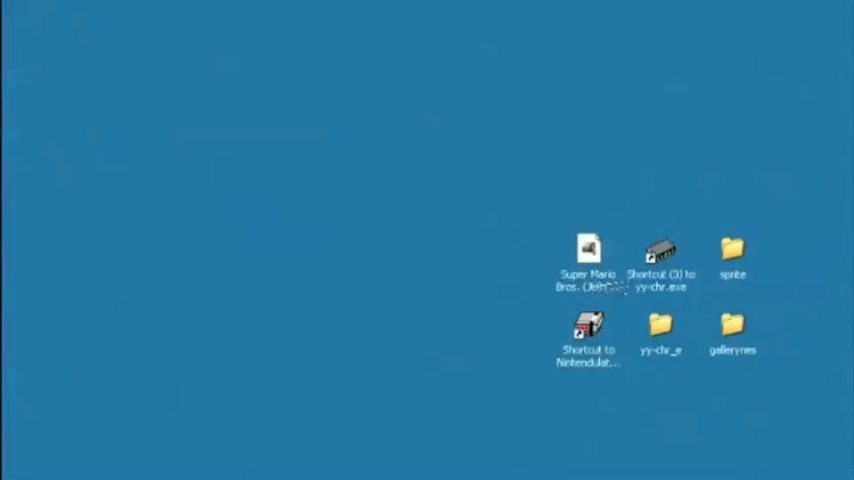 Super Mario
Bros. (JU)
Shortcut (3) to
yy-chr.exe
sprite
Shortcut to
Nintendulat...
yy-chr_e
gallerynes